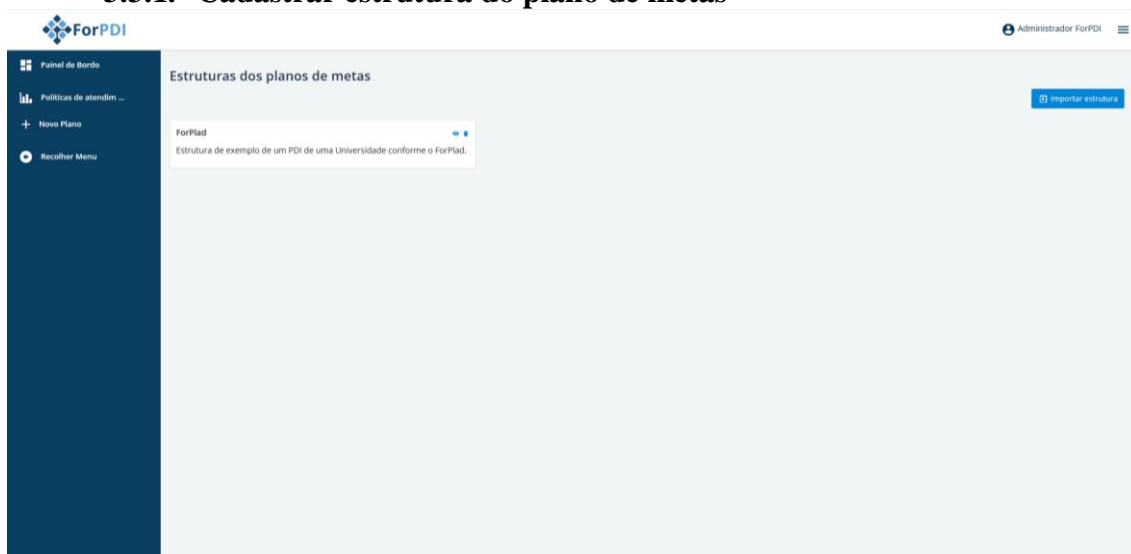 Cadastrar estrutura do plano de metas
ForPDI
Administrador ForPDI
Painel de Bordo
Políticas de atendim ...
Novo Plano
Recolher Menu
Estruturas dos planos de metas
Importar estrutura
ForPlad
Estrutura de exemplo de um PDI de uma Universidade conforme o ForPlad.